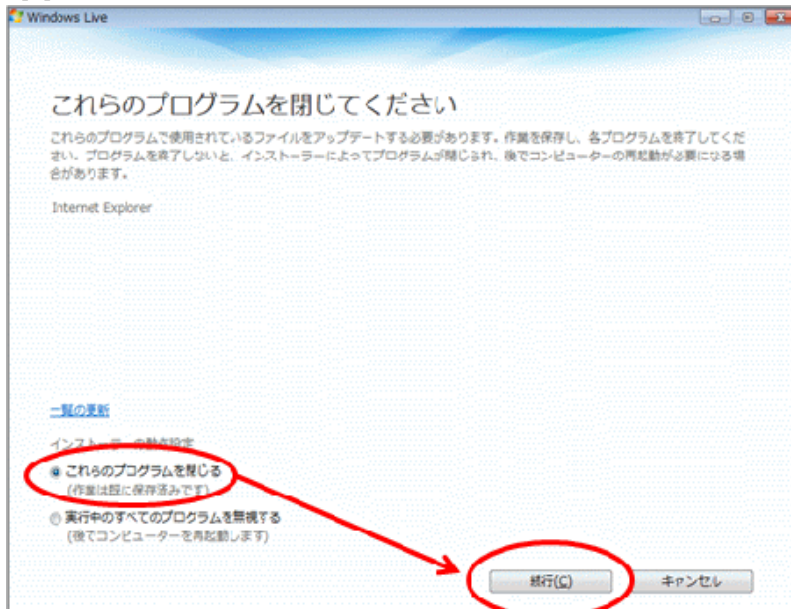 Windows Live
これらのプログラムを閉じてください
これらのプログラムで使用されているファイルをアップデートする必要があります。作業を保存し、各プログラムを終了してくだ
さい。プログラムを終了しないと、インストーラーによってプログラムが閉じられ、後でコンピューターの再起動が必要になる場
合があります。
Internet Explorer
一覧の更新
インストーラーの動作設定
これらのプログラムを閉じる
(作業は既に保存済みです)
実行中のすべてのプログラムを無視する
(後でコンピューターを再起動します)
続行(C) キャンセル